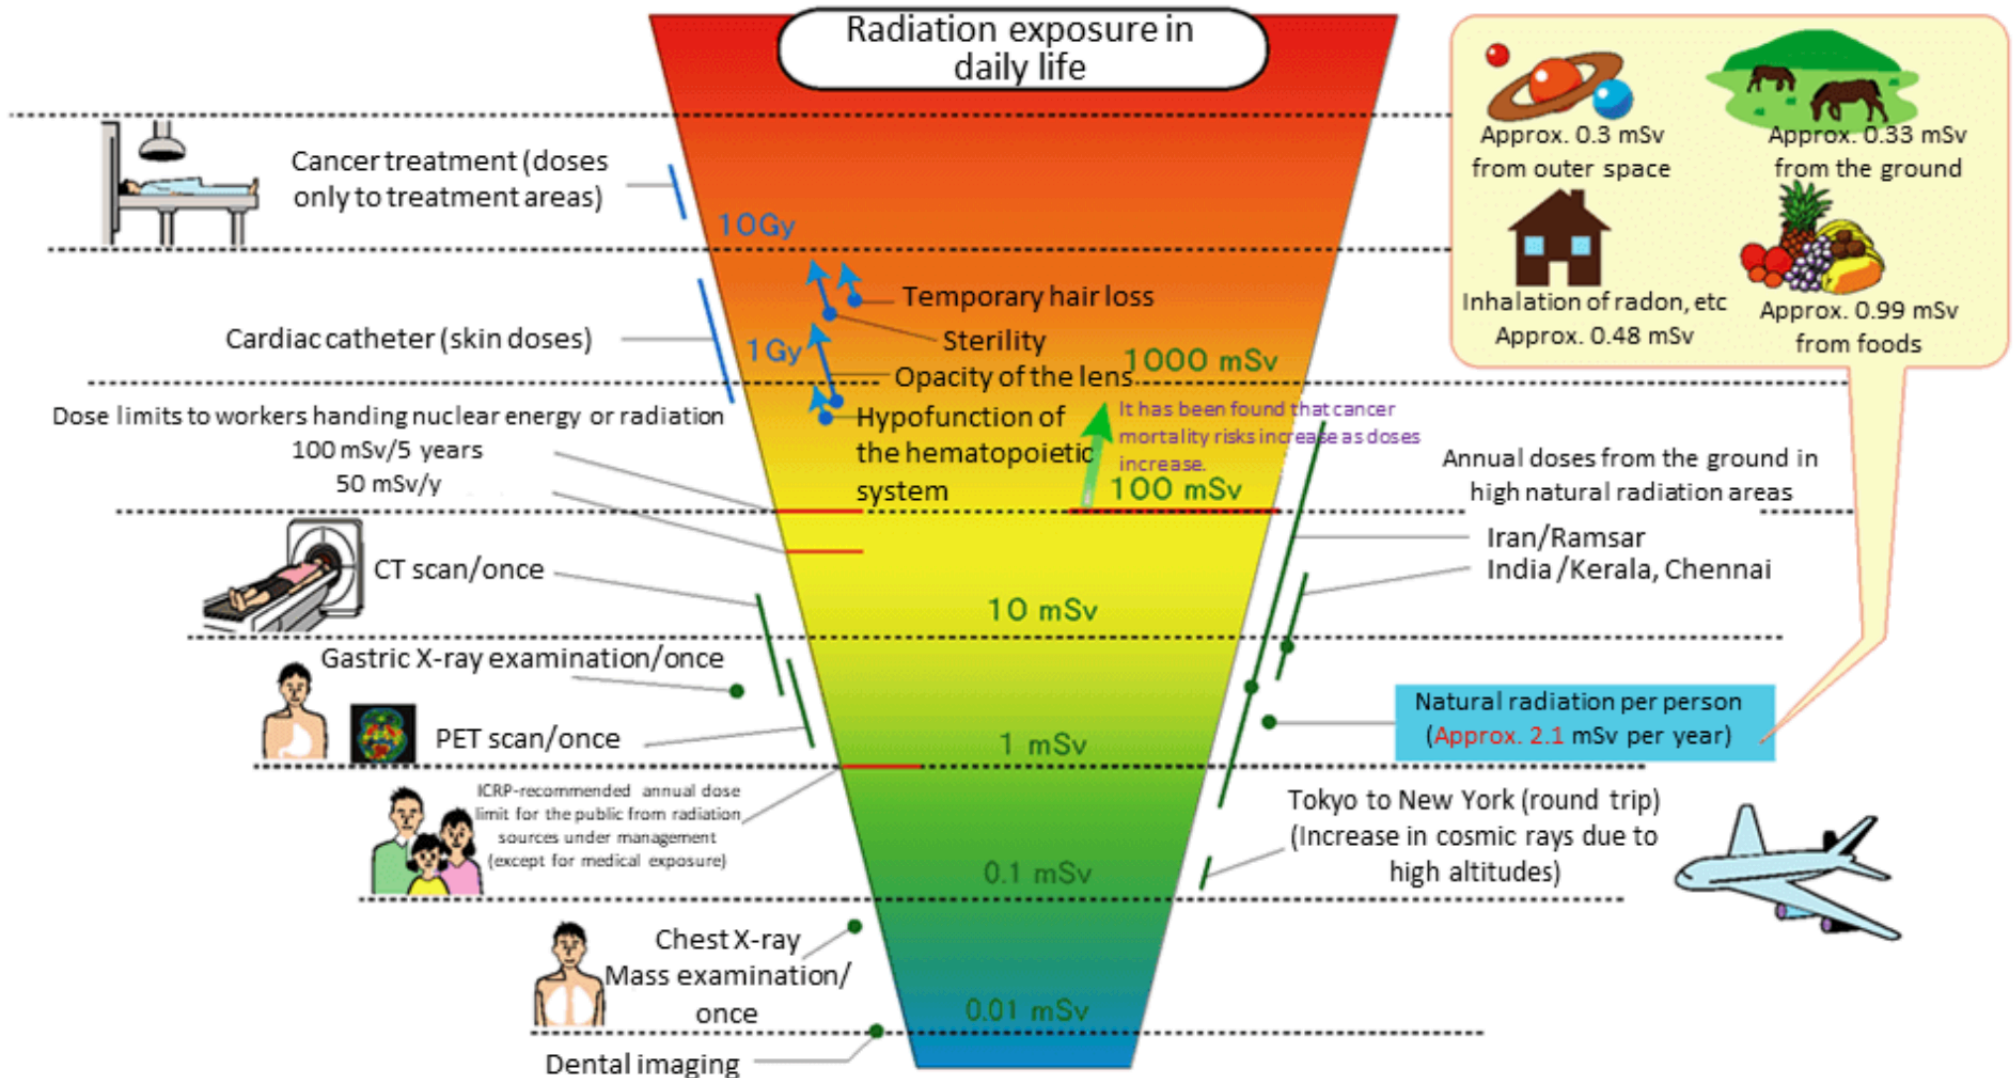 Radiation exposure in
daily life
Cancer treatment (doses
only to treatment areas)
10Gy
Temporary hair loss
Sterility
Cardiac catheter (skin doses)
1Gy
Opacity of the lens
1000 mSv
Hypofunction of
the hematopoietic
system
It has been found that cancer
mortality risks increase as doses
increase.
100 mSv
Dose limits to workers handing nuclear energy or radiation
100 mSv/5 years
50 mSv/y
Annual doses from the ground in
high natural radiation areas
Iran/Ramsar
India/Kerala, Chennai
CT scan/once
10 mSv
Gastric X-ray examination/once
PET scan/once
1 mSv
Natural radiation per person
(Approx. 2.1 mSv per year)
Approx. 0.3 mSv
from outer space
Approx. 0.33 mSv
from the ground
Inhalation of radon, etc
Approx. 0.48 mSv
Approx. 0.99 mSv
from foods
ICRP-recommended annual dose
limit for the public from radiation
sources under management
(except for medical exposure)
Tokyo to New York (round trip)
(Increase in cosmic rays due to
high altitudes)
0.1 mSv
Chest X-ray
Mass examination/
once
0.01 mSv
Dental imaging